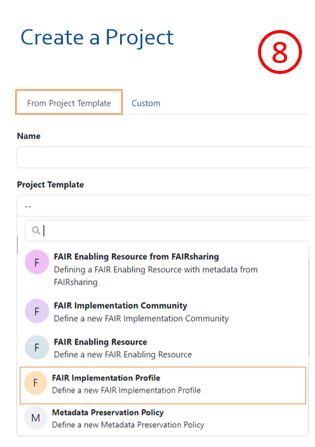 Create a Project
8
From Project Template Custom
Name
Project Template
--
F FAIR Enabling Resource from FAIRsharing
Defining a FAIR Enabling Resource with metadata from
FAIRsharing
F FAIR Implementation Community
Define a new FAIR Implementation Community
F FAIR Enabling Resource
Define a new FAIR Enabling Resource
F FAIR Implementation Profile
Define a new FAIR Implementation Profile
M Metadata Preservation Policy
Define a new Metadata Preservation Policy